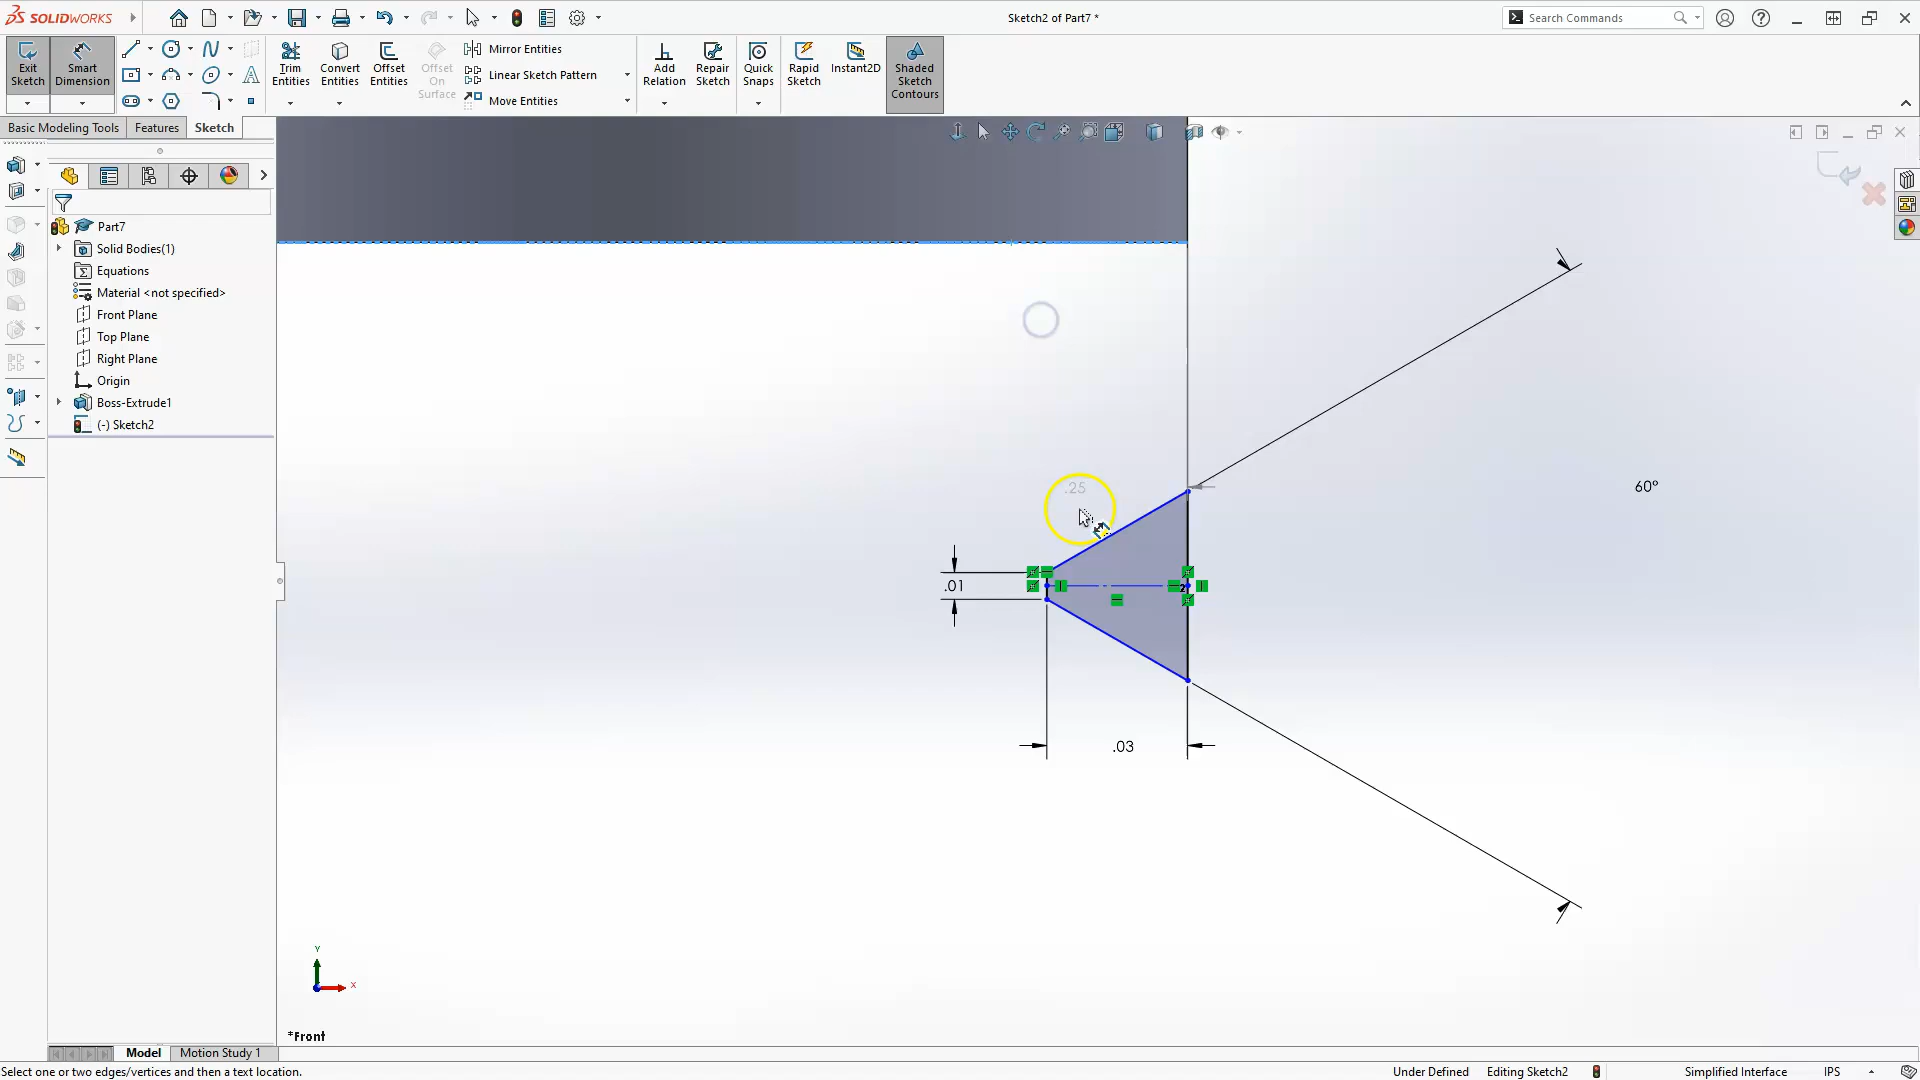 SOLIDWORKS
Sketch2 of Part7 *
Search Commands
Exit Sketch
Smart Dimension
Trim Entities
Convert Entities
Offset Entities
Offset On Surface
Mirror Entities
Linear Sketch Pattern
Move Entities
Add Relation
Repair Sketch
Quick Snaps
Rapid Sketch
Instant2D
Shaded Sketch Contours
Basic Modeling Tools
Features
Sketch
Part7
Solid Bodies(1)
Equations
Material <not specified>
Front Plane
Top Plane
Right Plane
Origin
Boss-Extrude1
(-) Sketch2
.25
60°
.01
2
.03
Y
X
*Front
Model
Motion Study 1
Select one or two edges/vertices and then a text location.
Under Defined
Editing Sketch2
Simplified Interface
IPS